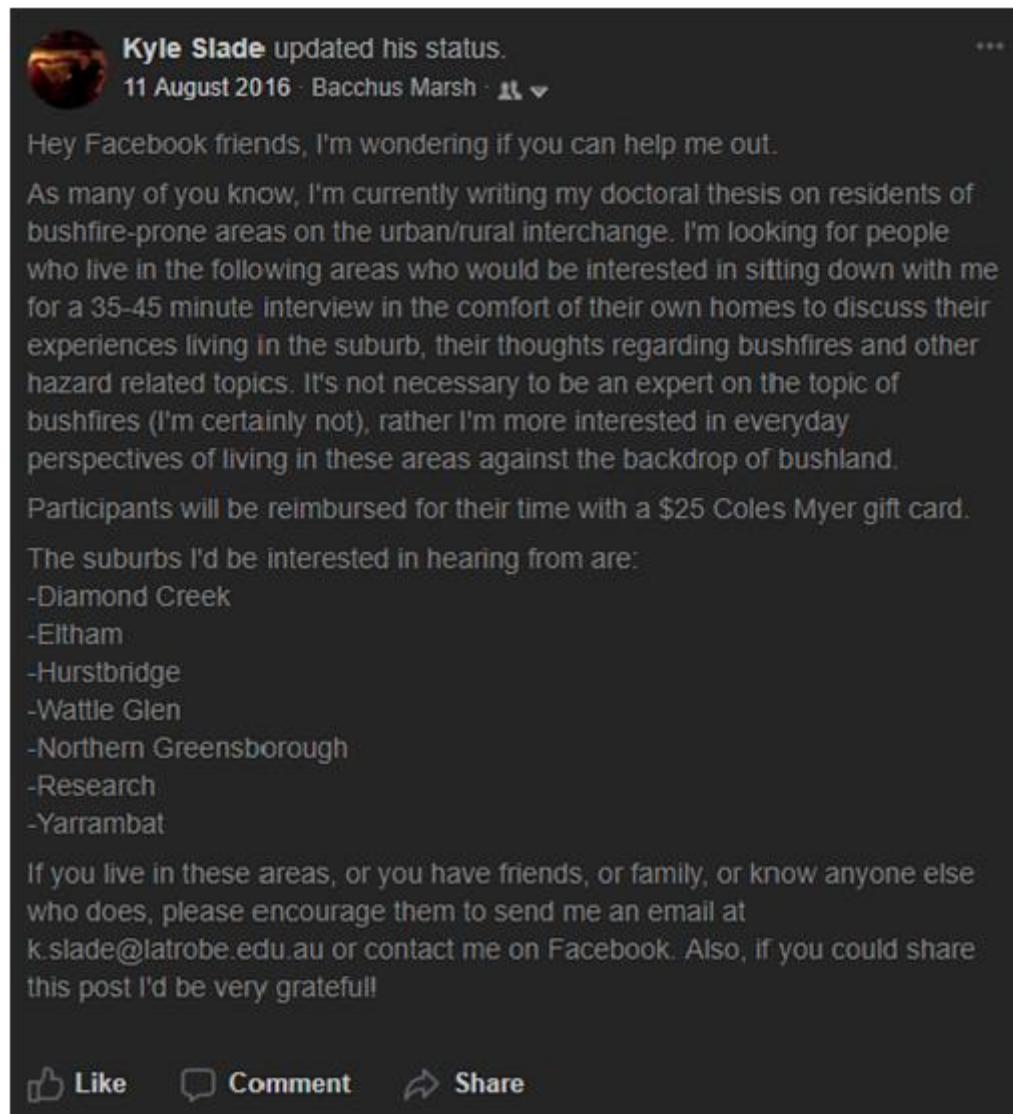 Kyle Slade updated his status.
11 August 2016 · Bacchus Marsh ·
Hey Facebook friends, I'm wondering if you can help me out.
As many of you know, I'm currently writing my doctoral thesis on residents of
bushfire-prone areas on the urban/rural interchange. I'm looking for people
who live in the following areas who would be interested in sitting down with me
for a 35-45 minute interview in the comfort of their own homes to discuss their
experiences living in the suburb, their thoughts regarding bushfires and other
hazard related topics. It's not necessary to be an expert on the topic of
bushfires (I'm certainly not), rather I'm more interested in everyday
perspectives of living in these areas against the backdrop of bushland.
Participants will be reimbursed for their time with a $25 Coles Myer gift card.
The suburbs I'd be interested in hearing from are:
-Diamond Creek
-Eltham
-Hurstbridge
-Wattle Glen
-Northern Greensborough
-Research
-Yarrambat
If you live in these areas, or you have friends, or family, or know anyone else
who does, please encourage them to send me an email at
k.slade@latrobe.edu.au or contact me on Facebook. Also, if you could share
this post I'd be very grateful!
Like Comment Share